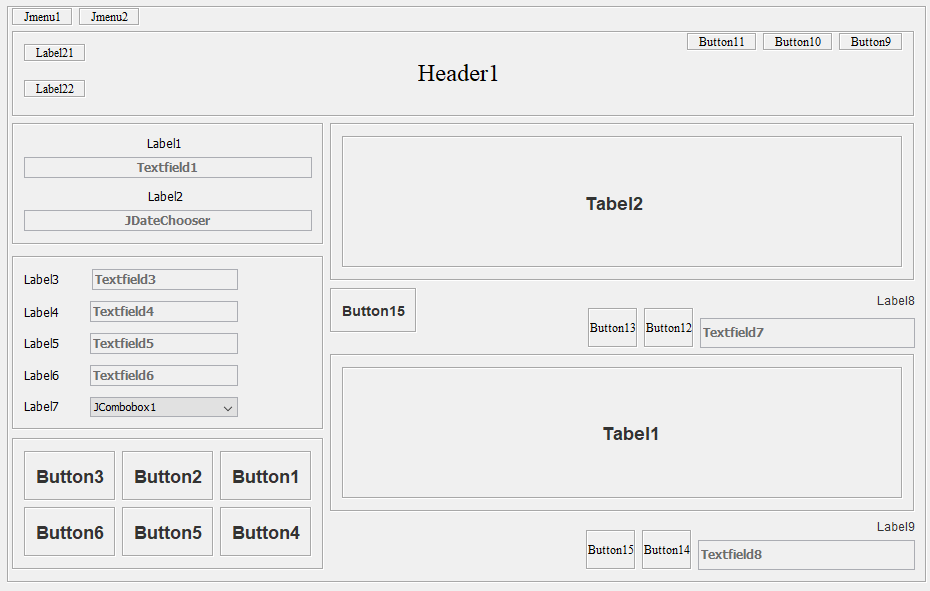 Jmenu1 Jmenu2
Button11 Button10 Button9
Label21
Header1
Label22
Label1
Textfield1
Label2
JDateChooser
Label3 Textfield3
Label4 Textfield4
Label5 Textfield5
Label6 Textfield6
Label7 JCombobox1
Button3 Button2 Button1
Button6 Button5 Button4
Tabel2
Label8
Button15 Button13 Button12 Textfield7
Tabel1
Label9
Button15 Button14 Textfield8